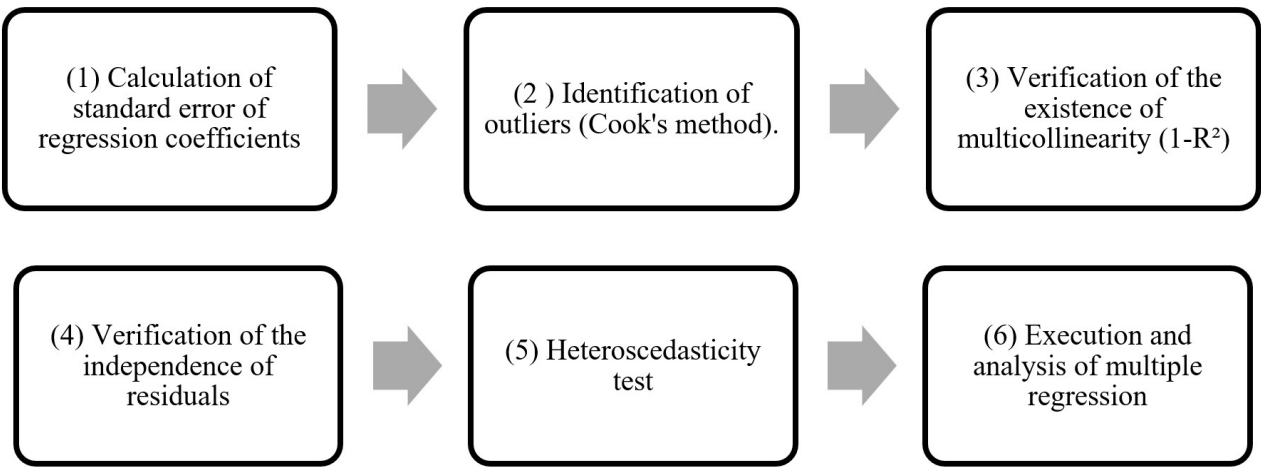 (1) Calculation of
standard error of
regression coefficients
(2 ) Identification of
outliers (Cook's method).
(3) Verification of the
existence of
multicollinearity (1-R²)
(4) Verification of the
independence of
residuals
(5) Heteroscedasticity
test
(6) Execution and
analysis of multiple
regression